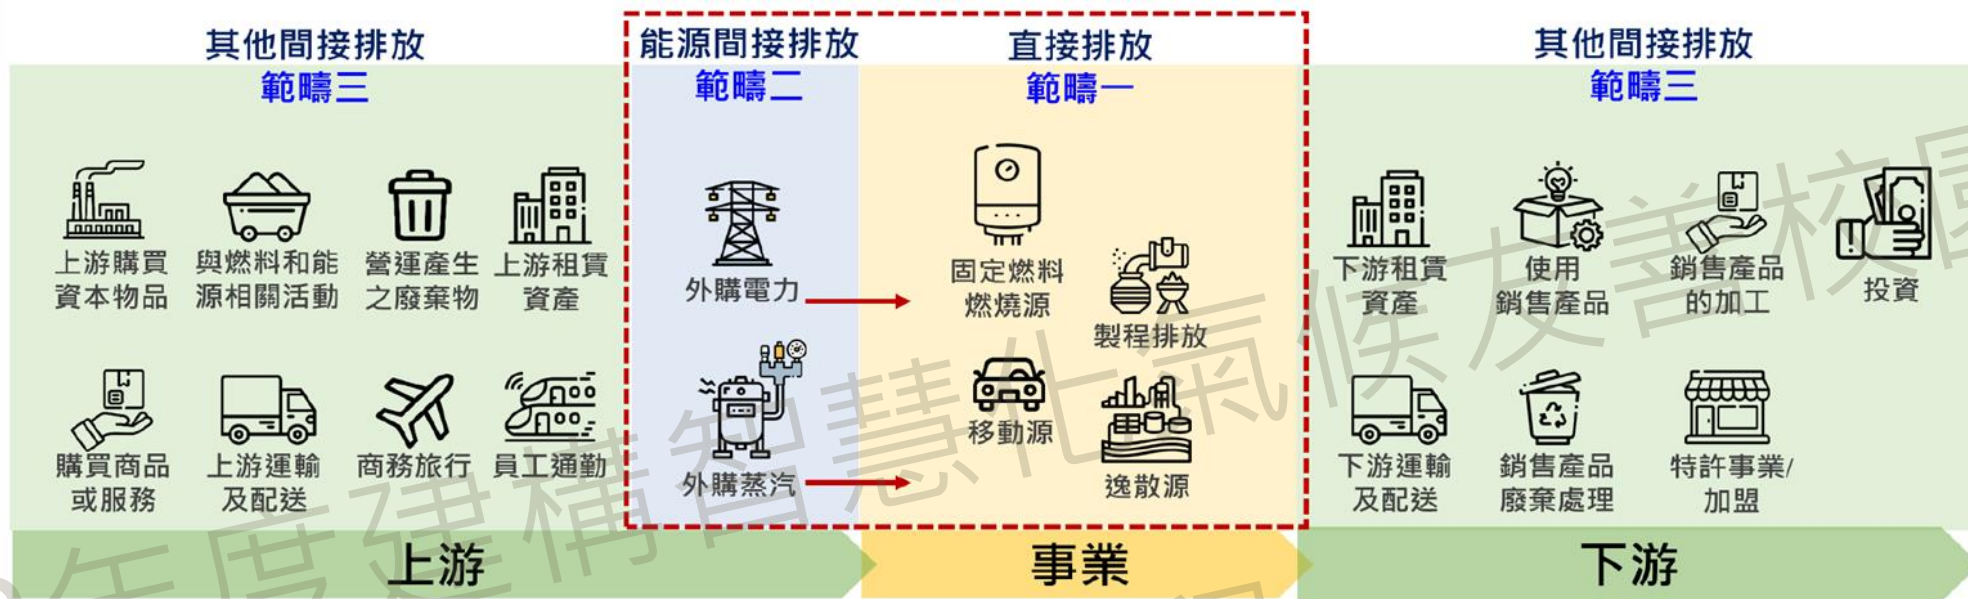 其他間接排放
範疇三
能源間接排放
範疇二
直接排放
範疇一
其他間接排放
範疇三
上游購買
資本物品
與燃料和能
源相關活動
營運產生
之廢棄物
上游租賃
資產
購買商品
或服務
上游運輸
及配送
商務旅行
員工通勤
外購電力
外購蒸汽
固定燃料
燃燒源
製程排放
移動源
逸散源
下游租賃
資產
使用
銷售產品
銷售產品
的加工
投資
下游運輸
及配送
銷售產品
廢棄處理
特許事業/
加盟
上游
事業
下游
年度建構智慧化氣候友善校園